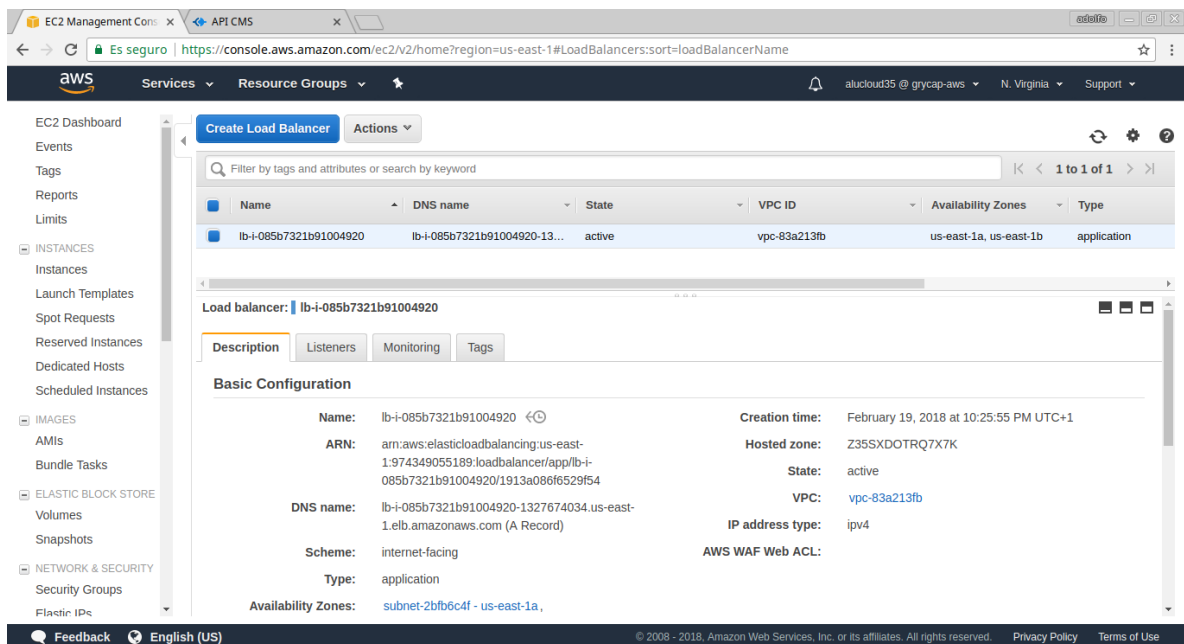 EC2 Management Cons
API CMS
adolfo
Es seguro
https://console.aws.amazon.com/ec2/v2/home?region=us-east-1#LoadBalancers:sort=loadBalancerName
aws
Services
Resource Groups
alucloud35 @ grycap-aws
N. Virginia
Support
EC2 Dashboard
Events
Tags
Reports
Limits
INSTANCES
Instances
Launch Templates
Spot Requests
Reserved Instances
Dedicated Hosts
Scheduled Instances
IMAGES
AMIs
Bundle Tasks
ELASTIC BLOCK STORE
Volumes
Snapshots
NETWORK & SECURITY
Security Groups
Elastic IPs
Create Load Balancer
Actions
Filter by tags and attributes or search by keyword
1 to 1 of 1
Name DNS name State VPC ID Availability Zones Type
lb-i-085b7321b91004920 lb-i-085b7321b91004920-13... active vpc-83a213fb us-east-1a, us-east-1b application
Load balancer: lb-i-085b7321b91004920
Description Listeners Monitoring Tags
Basic Configuration
Name: lb-i-085b7321b91004920
ARN: arn:aws:elasticloadbalancing:us-east-
1:974349055189:loadbalancer/app/lb-i-
085b7321b91004920/1913a086f6529f54
DNS name: lb-i-085b7321b91004920-1327674034.us-east-
1.elb.amazonaws.com (A Record)
Scheme: internet-facing
Type: application
Availability Zones: subnet-2bfb6c4f - us-east-1a,
Creation time: February 19, 2018 at 10:25:55 PM UTC+1
Hosted zone: Z35SXDOTRQ7X7K
State: active
VPC: vpc-83a213fb
IP address type: ipv4
AWS WAF Web ACL:
Feedback
English (US)
© 2008 - 2018, Amazon Web Services, Inc. or its affiliates. All rights reserved.
Privacy Policy
Terms of Use